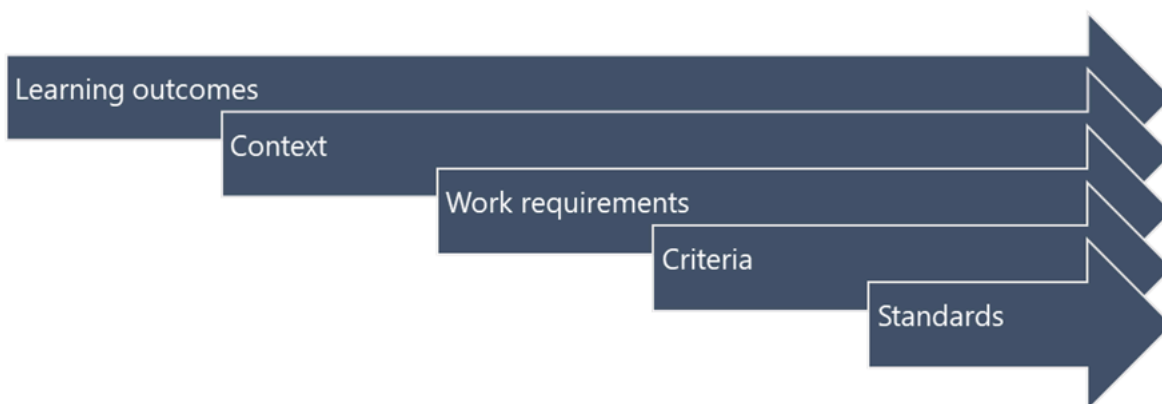 Learning outcomes
Context
Work requirements
Criteria
Standards